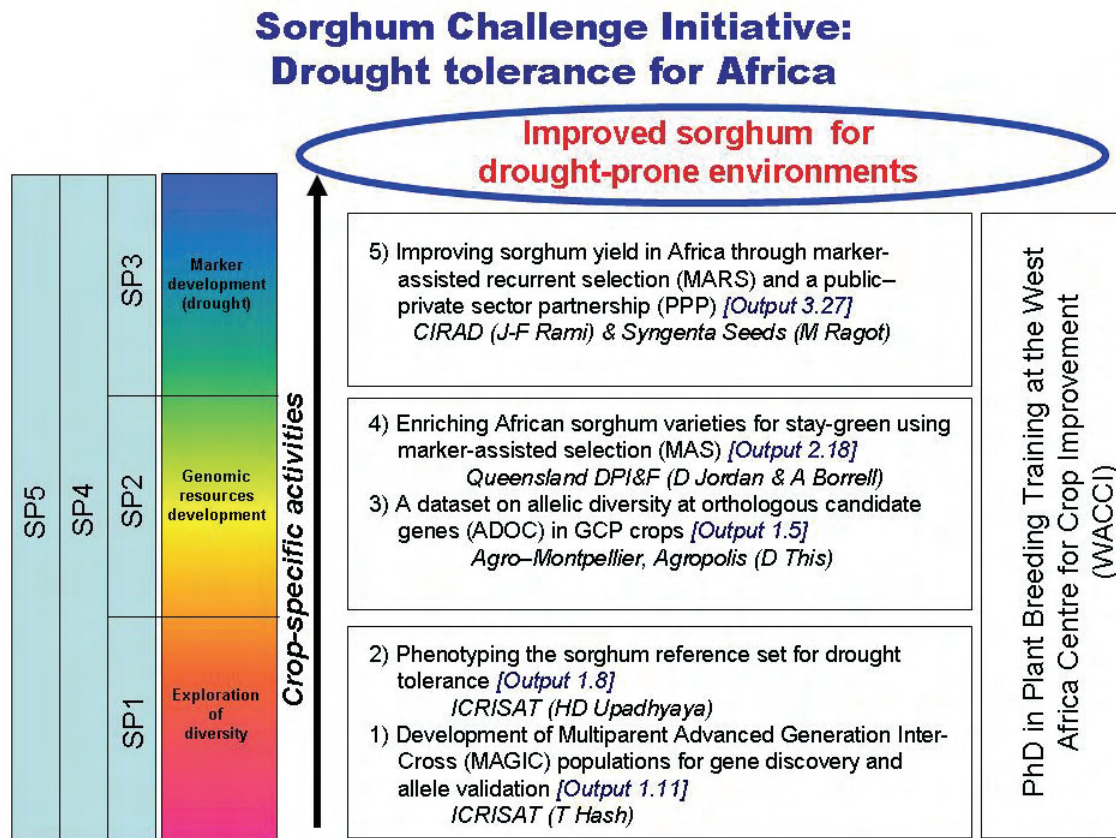 Sorghum Challenge Initiative:
Drought tolerance for Africa
Improved sorghum for
drought-prone environments
SP5
SP4
SP3
Marker
development
(drought)
SP2
Genomic
resources
development
SP1
Exploration
of
diversity
Crop-specific activities
5) Improving sorghum yield in Africa through marker-
assisted recurrent selection (MARS) and a public–
private sector partnership (PPP) [Output 3.27]
CIRAD (J-F Rami) & Syngenta Seeds (M Ragot)
4) Enriching African sorghum varieties for stay-green using
marker-assisted selection (MAS) [Output 2.18]
Queensland DPI&F (D Jordan & A Borrell)
3) A dataset on allelic diversity at orthologous candidate
genes (ADOC) in GCP crops [Output 1.5]
Agro–Montpellier, Agropolis (D This)
2) Phenotyping the sorghum reference set for drought
tolerance [Output 1.8]
ICRISAT (HD Upadhyaya)
1) Development of Multiparent Advanced Generation Inter-
Cross (MAGIC) populations for gene discovery and
allele validation [Output 1.11]
ICRISAT (T Hash)
PhD in Plant Breeding Training at the West
Africa Centre for Crop Improvement
(WACCI)